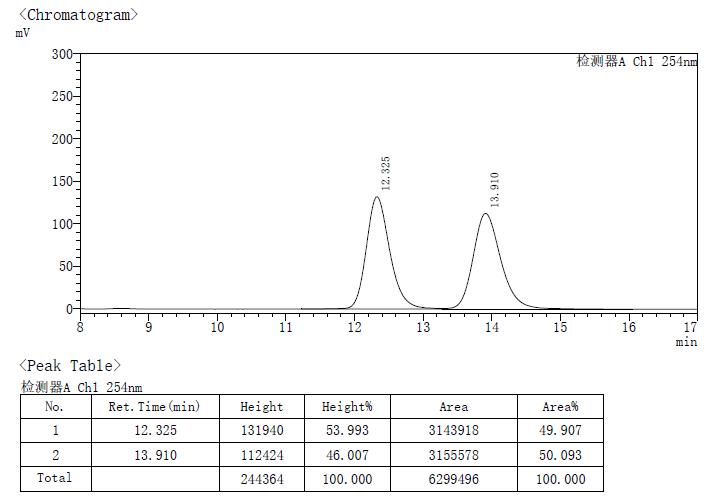 <Chromatogram>
mV
检测器A Ch1 254nm
300
250
200
150
100
50
0
12.325
13.910
8 9 10 11 12 13 14 15 16 17
min
<Peak Table>
检测器A Ch1 254nm
No. Ret.Time(min) Height Height% Area Area%
1 12.325 131940 53.993 3143918 49.907
2 13.910 112424 46.007 3155578 50.093
Total 244364 100.000 6299496 100.000